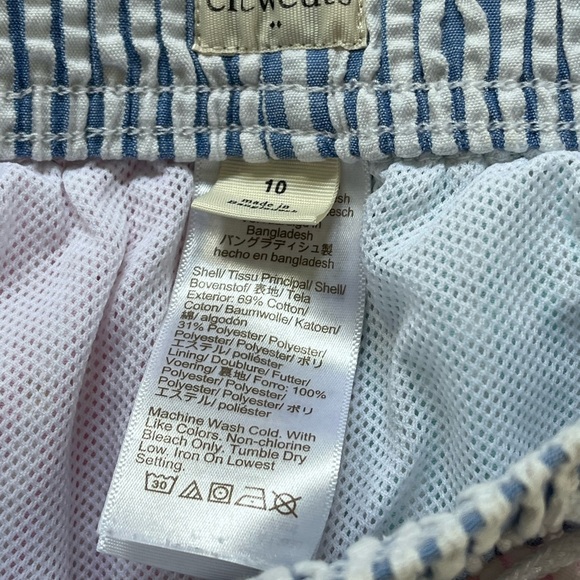 10
made in
Bangladesh
sh
esch
Bangladesh
バングラディシュ製
hecho en bangladesh
Shell/ Tissu Principal/ Shell/
Bovenstof/ 表地/ Tela
Exterior: 69% Cotton/
Coton/ Baumwolle/ Katoen/
綿/ algodón
31% Polyester/ Polyester/
Polyester/ Polyester/ ポリ
エステル/ poliéster
Lining/ Doublure/ Futter/
Voering/ 裏地/ Forro: 100%
Polyester/ Polyester/
Polyester/ Polyester/ ポリ
エステル/ poliéster
Machine Wash Cold. With
Like Colors. Non-chlorine
Bleach Only. Tumble Dry
Low. Iron On Lowest
Setting.
30